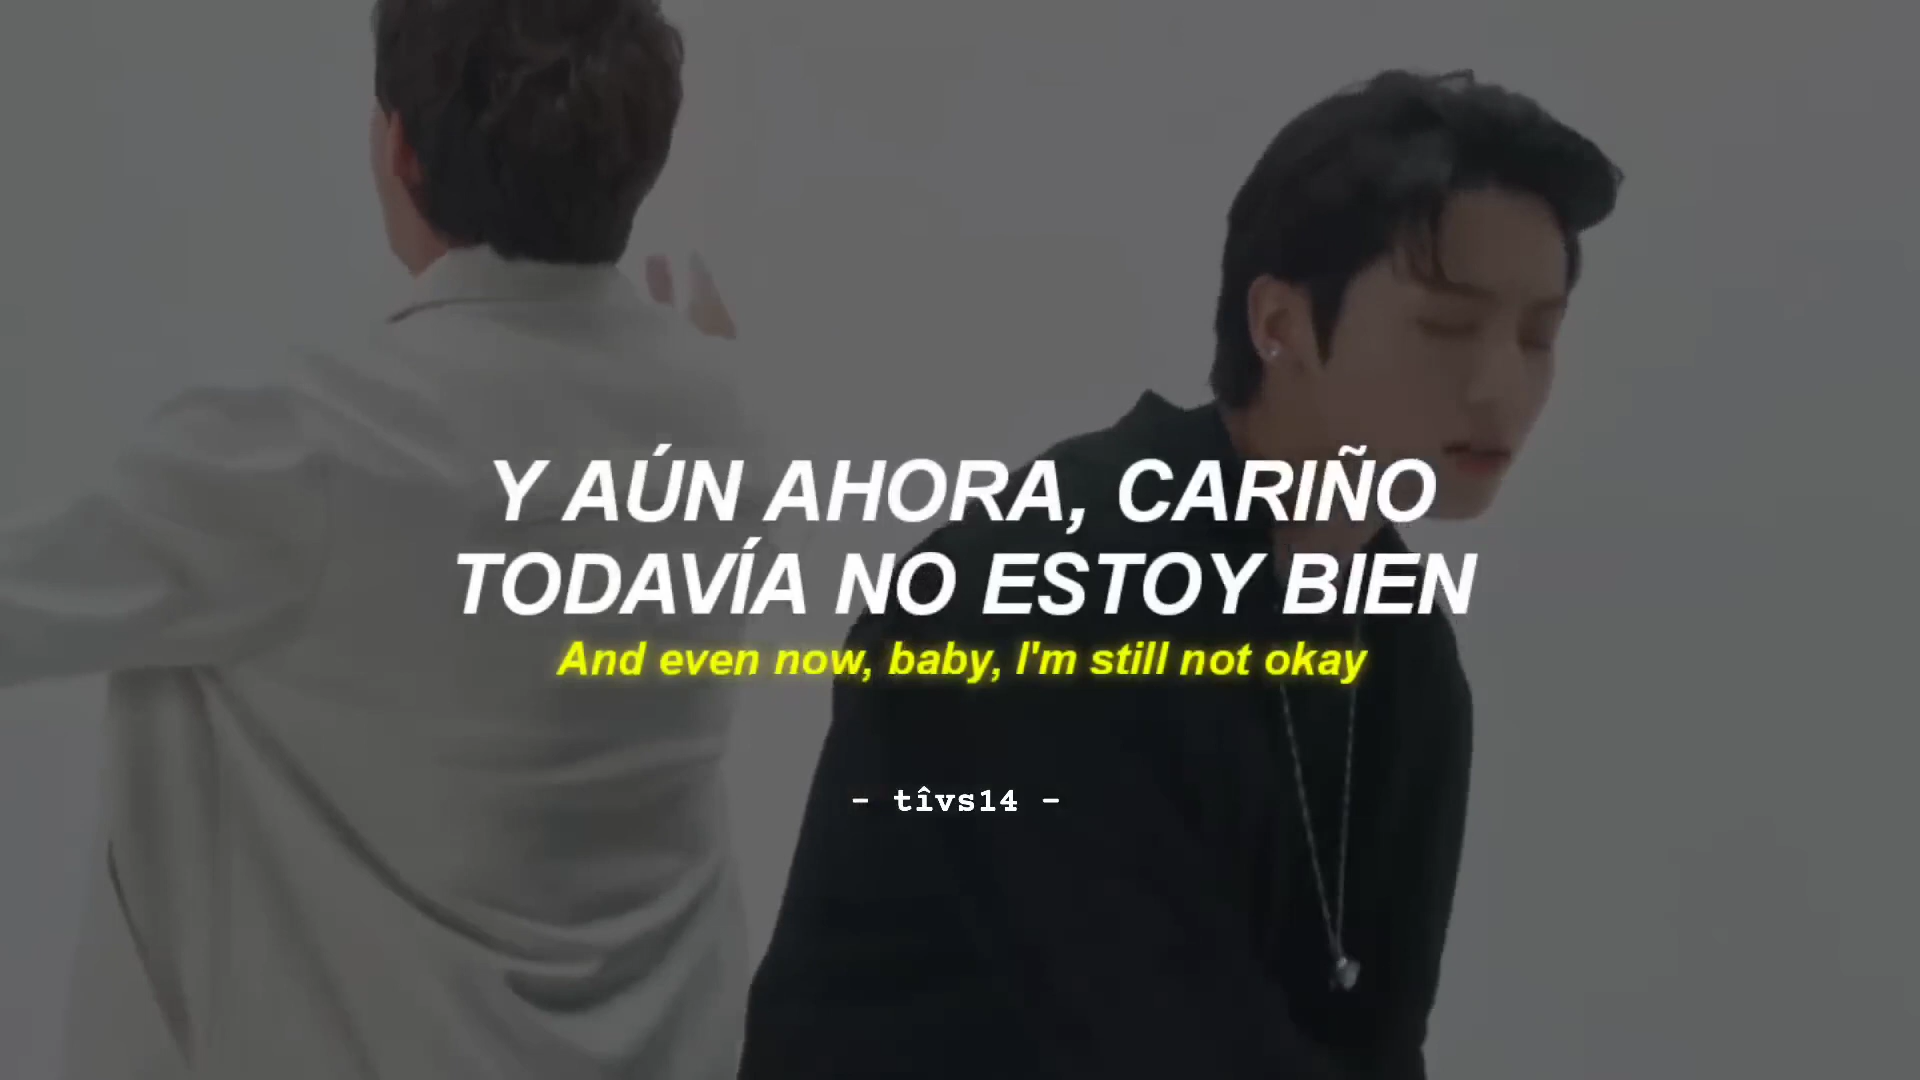 Y AÚN AHORA, CARIÑO
TODAVÍA NO ESTOY BIEN
And even now, baby, I'm still not okay
- tîvs14 -